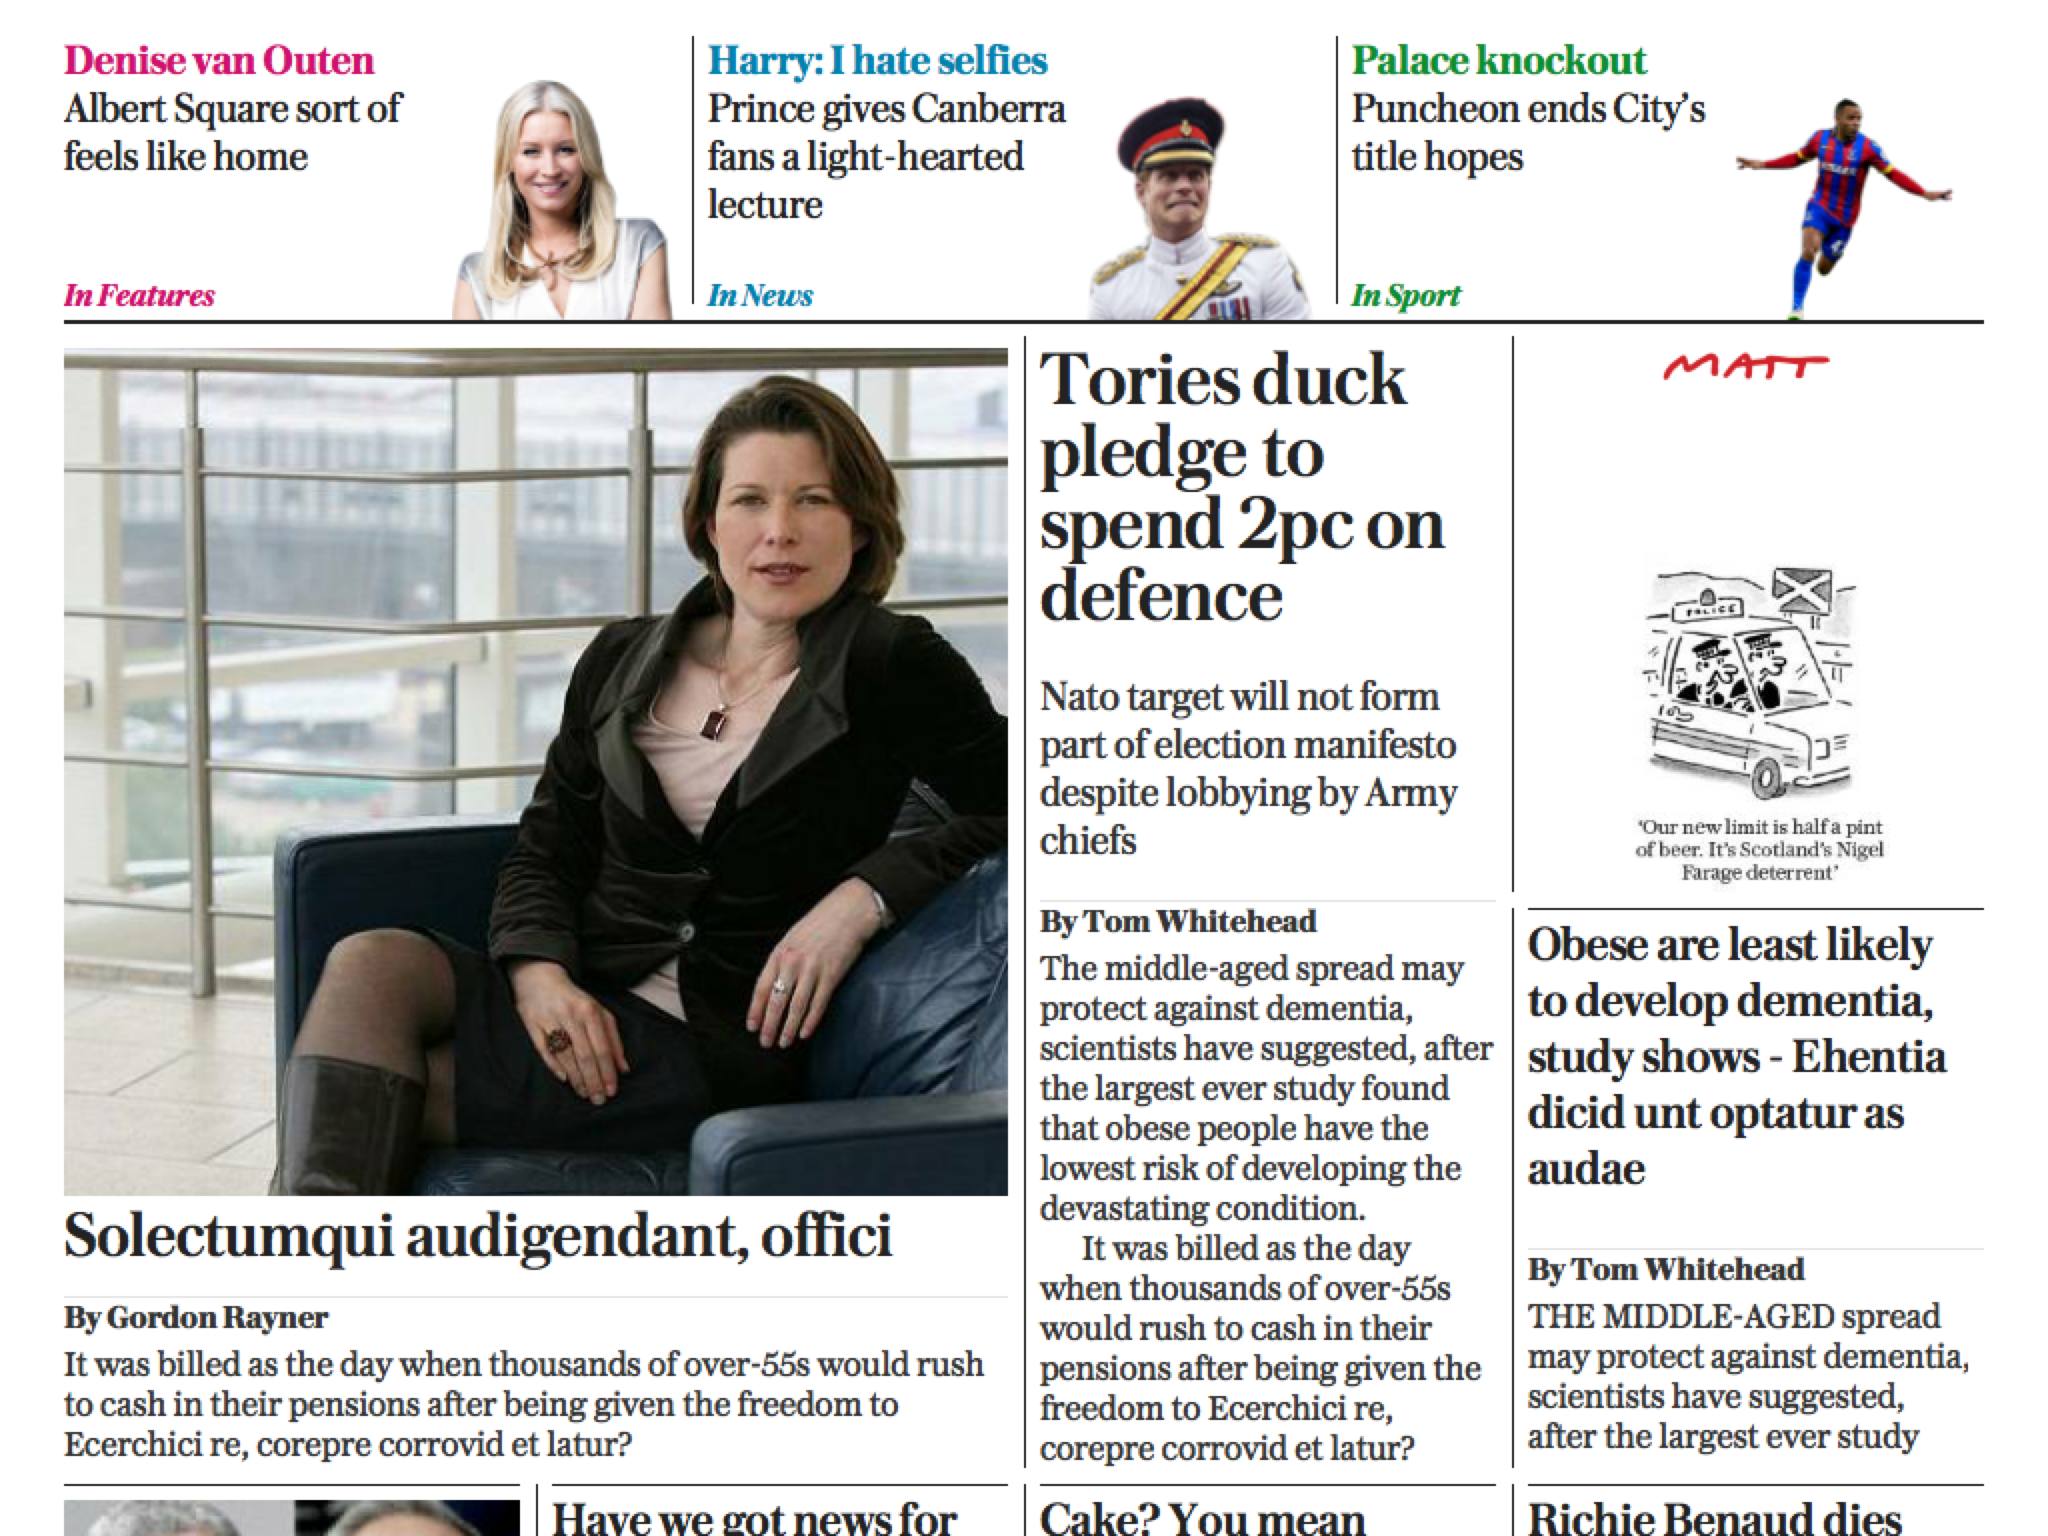 Denise van Outen
Albert Square sort of
feels like home
In Features
Harry: I hate selfies
Prince gives Canberra
fans a light-hearted
lecture
In News
Palace knockout
Puncheon ends City's
title hopes
In Sport
Solectumqui audigendant, offici
By Gordon Rayner
It was billed as the day when thousands of over-55s would rush
to cash in their pensions after being given the freedom to
Ecerchici re, corepre corrovid et latur?
Tories duck
pledge to
spend 2pc on
defence
Nato target will not form
part of election manifesto
despite lobbying by Army
chiefs
By Tom Whitehead
The middle-aged spread may
protect against dementia,
scientists have suggested, after
the largest ever study found
that obese people have the
lowest risk of developing the
devastating condition.
It was billed as the day
when thousands of over-55s
would rush to cash in their
pensions after being given the
freedom to Ecerchici re,
corepre corrovid et latur?
MATT
POLICE
'Our new limit is half a pint
of beer. It's Scotland's Nigel
Farage deterrent'
Obese are least likely
to develop dementia,
study shows - Ehentia
dicid unt optatur as
audae
By Tom Whitehead
THE MIDDLE-AGED spread
may protect against dementia,
scientists have suggested,
after the largest ever study
Have we got news for
Cake? You mean
Richie Benaud dies